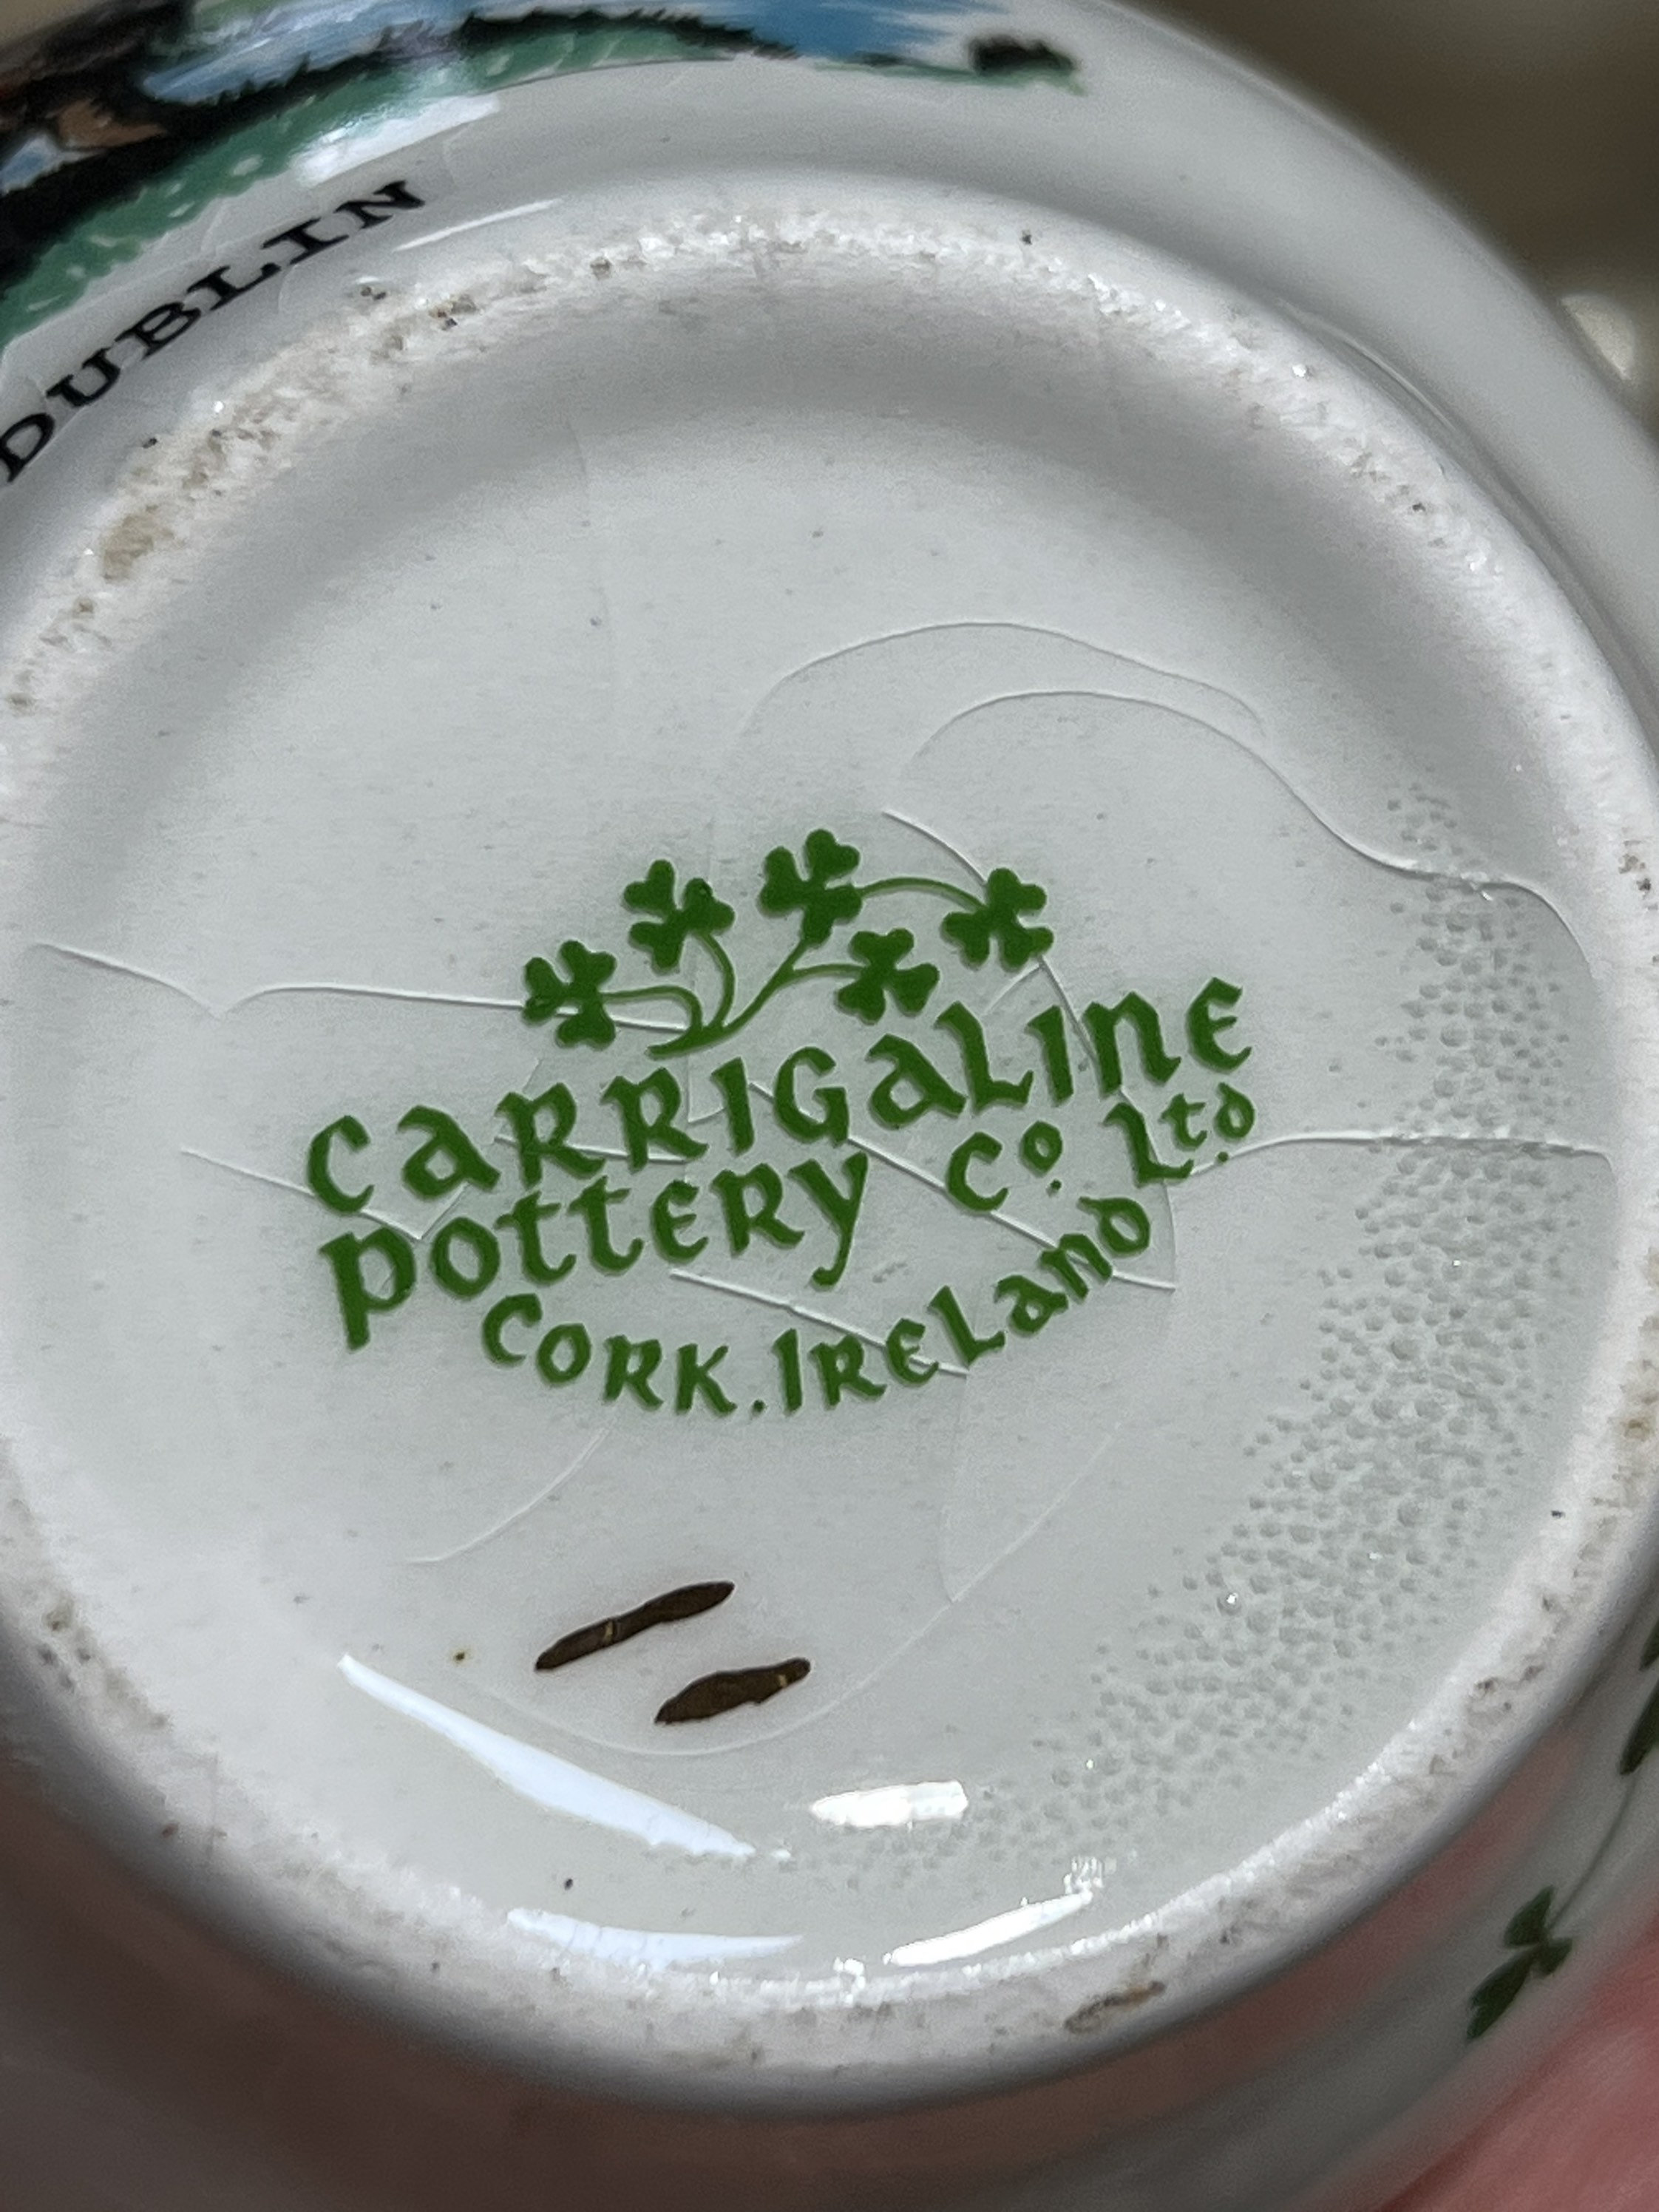 DUBLIN
CARRIGALINE
POTTERY Co. Ltd.
CORK. IRELAND